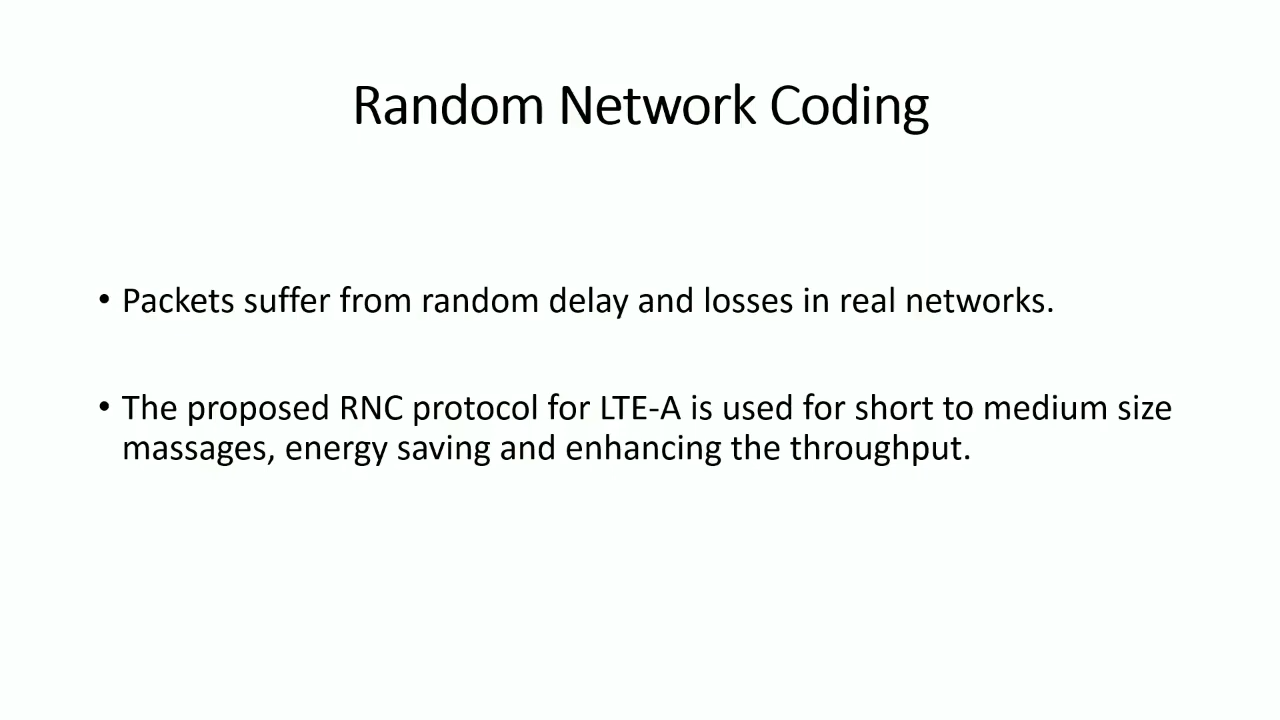 Random Network Coding
• Packets suffer from random delay and losses in real networks.
• The proposed RNC protocol for LTE-A is used for short to medium size
massages, energy saving and enhancing the throughput.